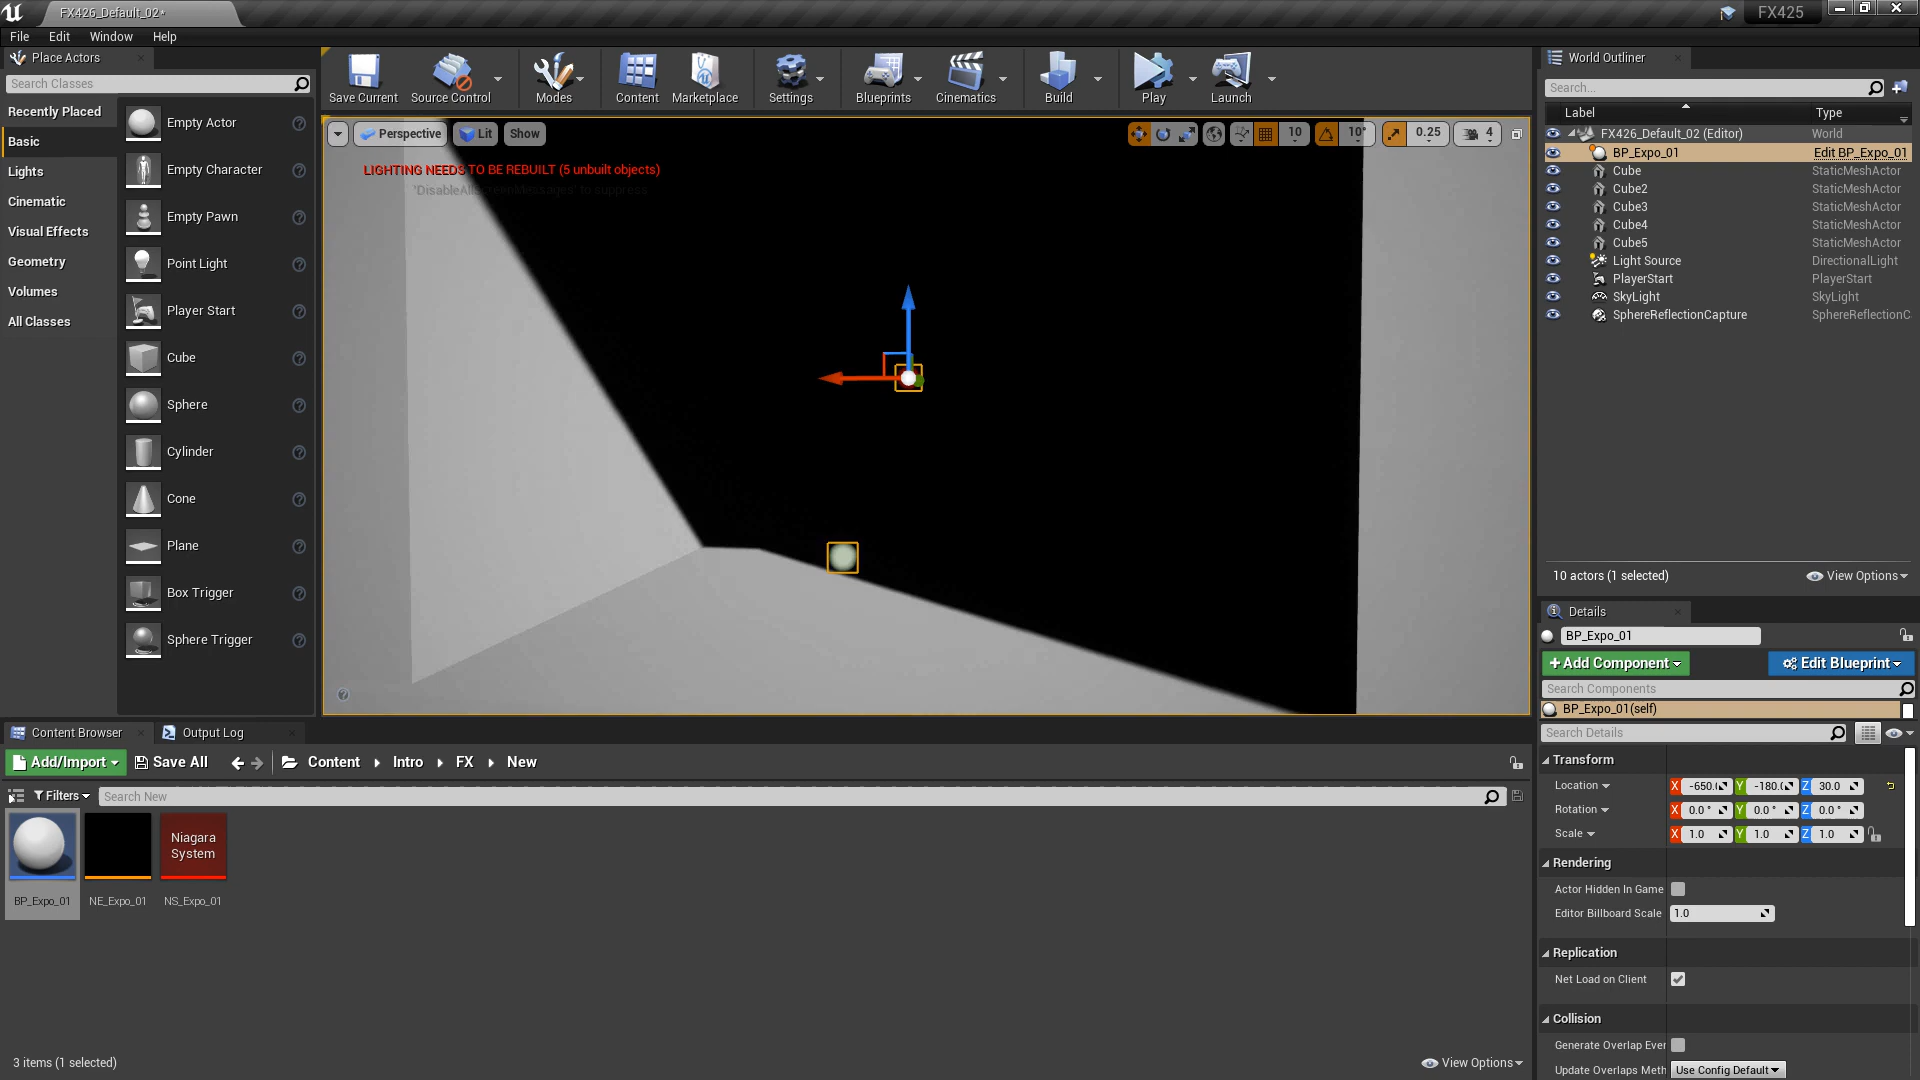 FX426_Default_02*
FX425
File Edit Window Help
Place Actors
Search Classes
Recently Placed
Basic
Lights
Cinematic
Visual Effects
Geometry
Volumes
All Classes
Empty Actor
Empty Character
Empty Pawn
Point Light
Player Start
Cube
Sphere
Cylinder
Cone
Plane
Box Trigger
Sphere Trigger
Save Current Source Control Modes Content Marketplace Settings Blueprints Cinematics Build Play Launch
Perspective Lit Show 10 10° 0.25 4
LIGHTING NEEDS TO BE REBUILT (5 unbuilt objects)
'DisableAllScreenMessages' to suppress
World Outliner
Search...
Label Type
FX426_Default_02 (Editor) World
BP_Expo_01 Edit BP_Expo_01
Cube StaticMeshActor
Cube2 StaticMeshActor
Cube3 StaticMeshActor
Cube4 StaticMeshActor
Cube5 StaticMeshActor
Light Source DirectionalLight
PlayerStart PlayerStart
SkyLight SkyLight
SphereReflectionCapture SphereReflectionC
10 actors (1 selected) View Options
Details
BP_Expo_01
+Add Component Edit Blueprint
Search Components
BP_Expo_01(self)
Search Details
Transform
Location X -650.( Y -180.( Z 30.0
Rotation X 0.0° Y 0.0° Z 0.0°
Scale X 1.0 Y 1.0 Z 1.0
Rendering
Actor Hidden In Game
Editor Billboard Scale 1.0
Replication
Net Load on Client
Collision
Generate Overlap Ever
Update Overlaps Meth Use Config Default
Content Browser Output Log
Add/Import Save All Content Intro FX New
Filters Search New
Niagara
System
BP_Expo_01 NE_Expo_01 NS_Expo_01
3 items (1 selected) View Options